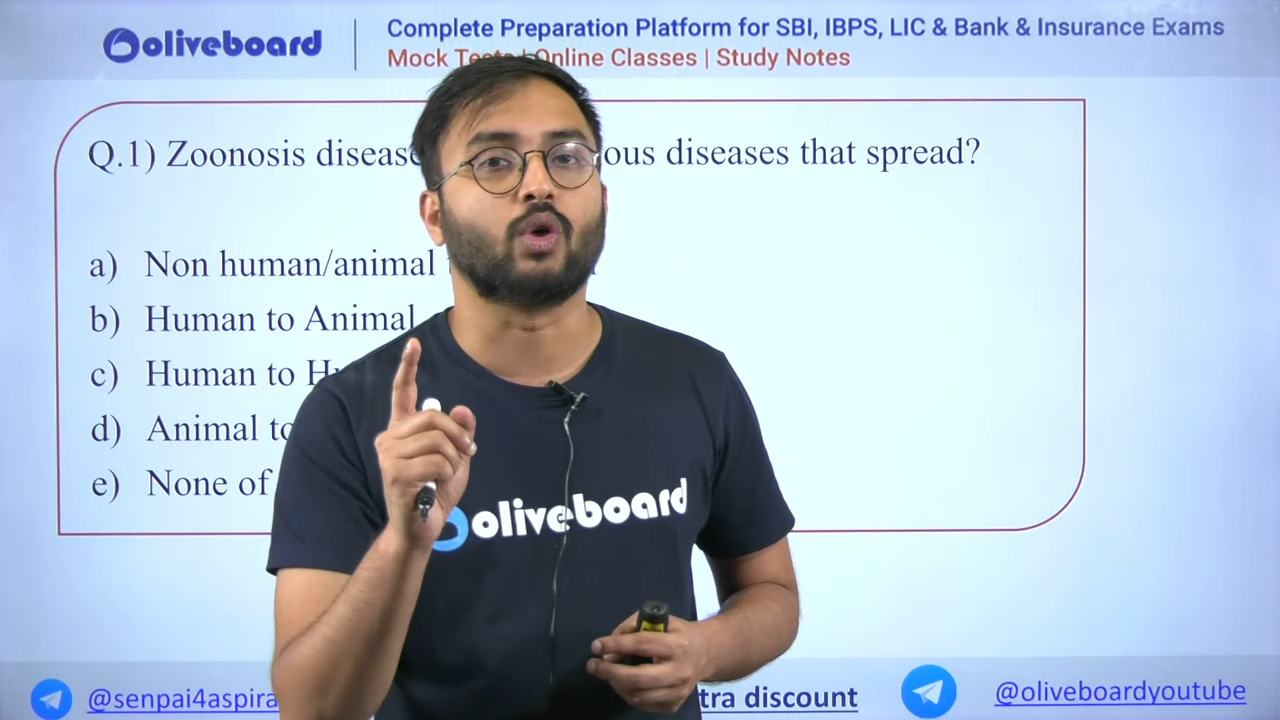 oliveboard
Complete Preparation Platform for SBI, IBPS, LIC & Bank & Insurance Exams
Mock Tests | Online Classes | Study Notes
Q.1) Zoonosis disease ous diseases that spread?
a) Non human/animal
b) Human to Animal
c) Human to
d) Animal to
e) None of
oliveboard
@senpai4aspira
tra discount
@oliveboardyoutube